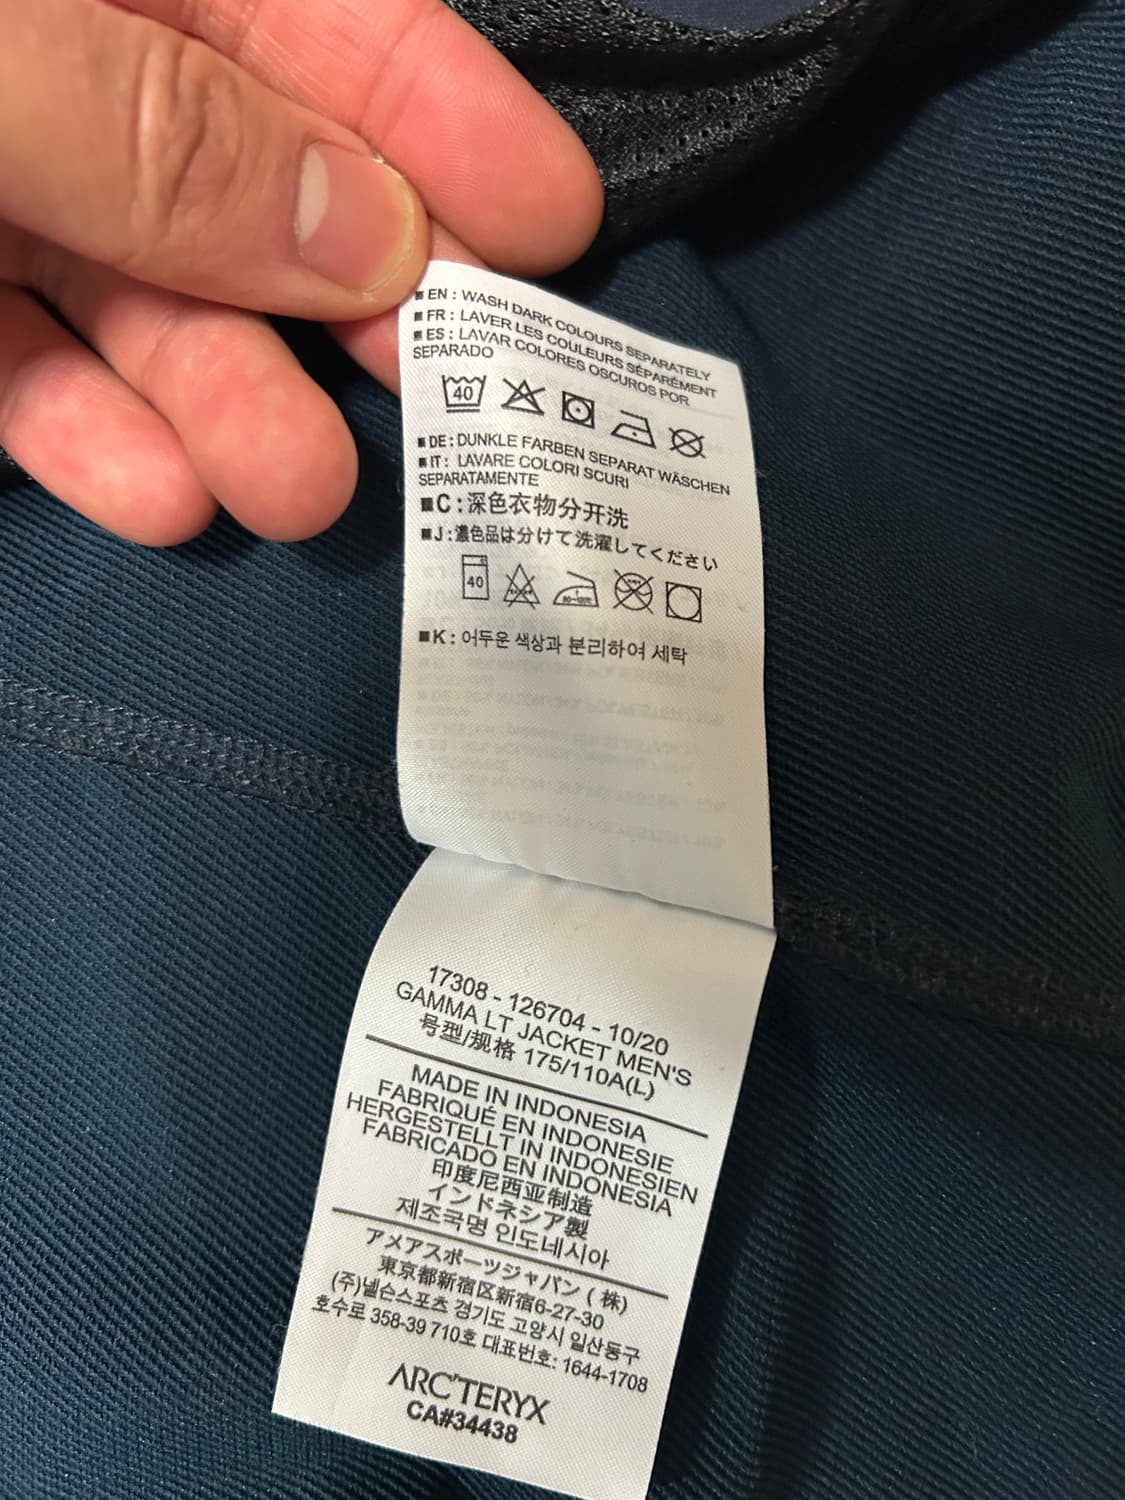 ■ EN : WASH DARK COLOURS SEPARATELY
■ FR : LAVER LES COULEURS SÉPARÉMENT
■ ES : LAVAR COLORES OSCUROS POR
SEPARADO
40
■ DE : DUNKLE FARBEN SEPARAT WÄSCHEN
■ IT : LAVARE COLORI SCURI
SEPARATAMENTE
■C : 深色衣物分开洗
■J : 濃色品は分けて洗濯してください
C
40
■K : 어두운 색상과 분리하여 세탁
17308 - 126704 - 10/20
GAMMA LT JACKET MEN'S
号型/规格 175/110A(L)
MADE IN INDONESIA
FABRIQUÉ EN INDONESIE
HERGESTELLT IN INDONESIEN
FABRICADO EN INDONESIA
印度尼西亚制造
インドネシア製
제조국명 인도네시아
アメアスポーツジャパン ( 株)
東京都新宿区新宿6-27-30
(주)넬슨스포츠 경기도 고양시 일산동구
호수로 358-39 710호 대표번호: 1644-1708
ARC'TERYX
CA#34438